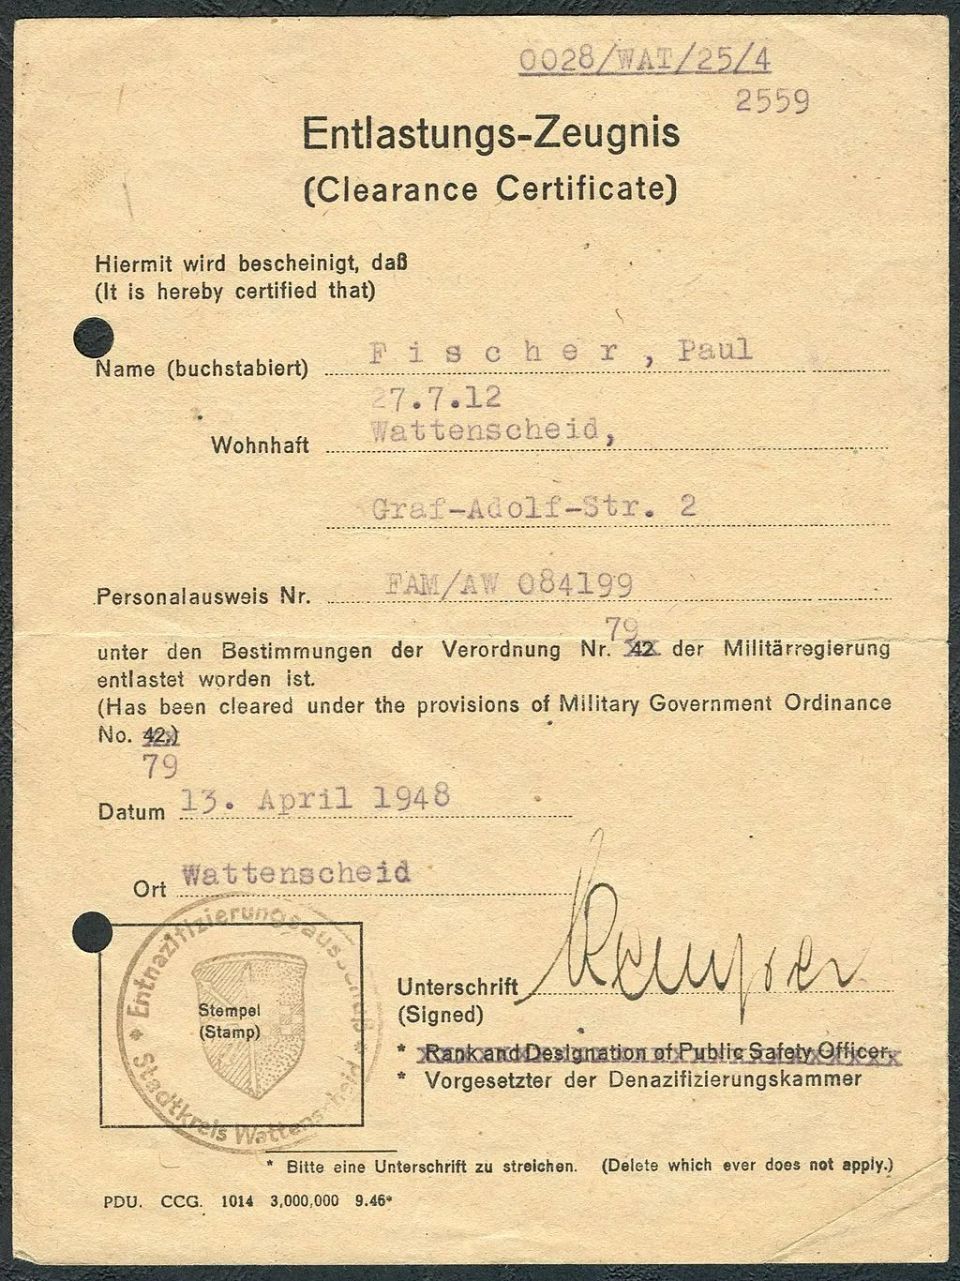 0028/WAT/25/4
2559
Entlastungs-Zeugnis
(Clearance Certificate)
Hiermit wird bescheinigt, daß
(It is hereby certified that)
Name (buchstabiert) F i s c h e r , Paul
27.7.12
Wohnhaft Wattenscheid,
Graf-Adolf-Str. 2
Personalausweis Nr. FAM/AW 084199
79
unter den Bestimmungen der Verordnung Nr. 42 der Militärregierung
entlastet worden ist.
(Has been cleared under the provisions of Military Government Ordinance
No. 42.)
79
Datum 13. April 1948
Ort Wattenscheid
Entnazifizierungsausschuß
Stadtkreis Wattenscheid
Stempel
(Stamp)
Unterschrift
(Signed)
* Rank and Designation of Public Safety Officer.
* Vorgesetzter der Denazifizierungskammer
* Bitte eine Unterschrift zu streichen. (Delete which ever does not apply.)
PDU. CCG. 1014 3,000,000 9.46*